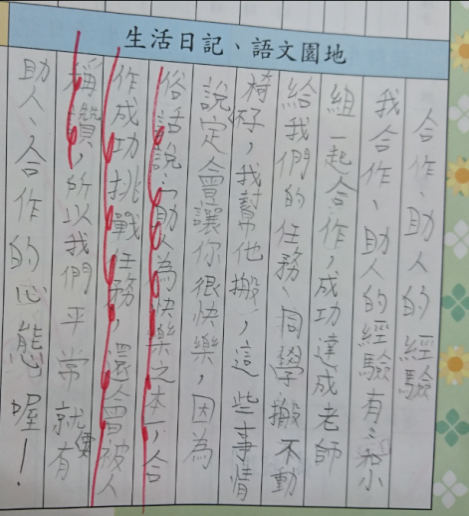 生活日記、語文園地
合作、助人的經驗
我合作、助人的經驗有：和小
組一起合作，成功達成老師
給我們的任務、同學搬不動
椅子，我幫他搬，這些事情
說定會讓你很快樂，因為
俗話說：「助人為快樂之本」，合
作成功挑戰任務，還會被人
稱讚，所以我們平常就要有
助人、合作的心態喔！